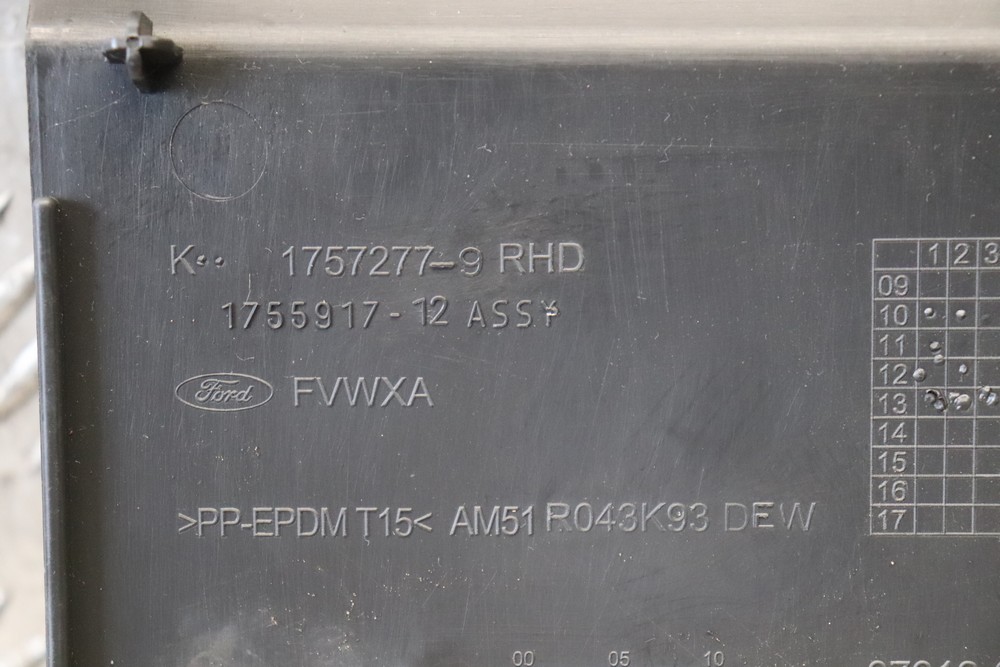 K•• 1757277-9 RHD
1755917-12 ASSY
Ford FVWXA
>PP-EPDM T15< AM51 R043K93 DEW
1 2 3
09
10
11
12
13
14
15
16
17
00 05 10